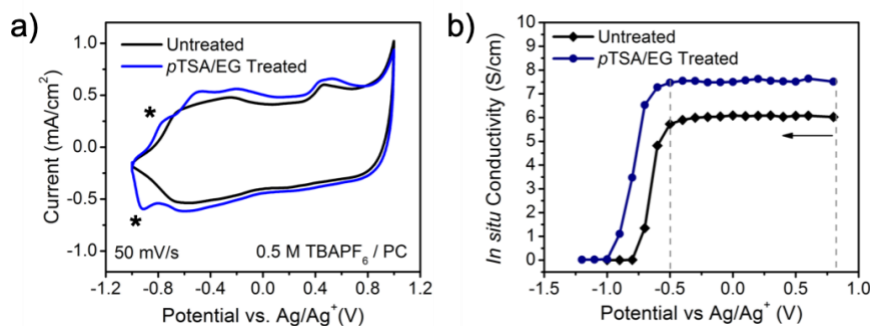 a)
Untreated
pTSA/EG Treated
*
*
50 mV/s
0.5 M TBAPF₆ / PC
1.0
0.5
0.0
-0.5
-1.0
Current (mA/cm²)
-1.2 -0.8 -0.4 0.0 0.4 0.8 1.2
Potential vs. Ag/Ag⁺(V)
b)
Untreated
pTSA/EG Treated
10
9
8
7
6
5
4
3
2
1
0
In situ Conductivity (S/cm)
-1.5 -1.0 -0.5 0.0 0.5 1.0
Potential vs Ag/Ag⁺ (V)